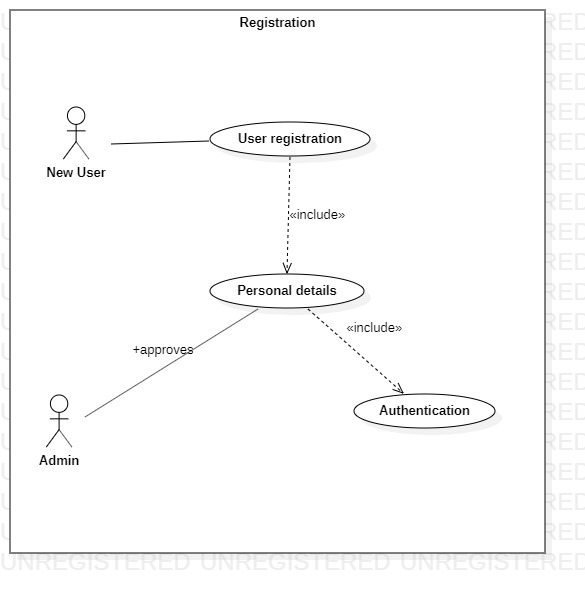 Registration
User registration
New User
«include»
Personal details
«include»
+approves
Authentication
Admin
UNREGISTERED UNREGISTERED UNREGISTERED